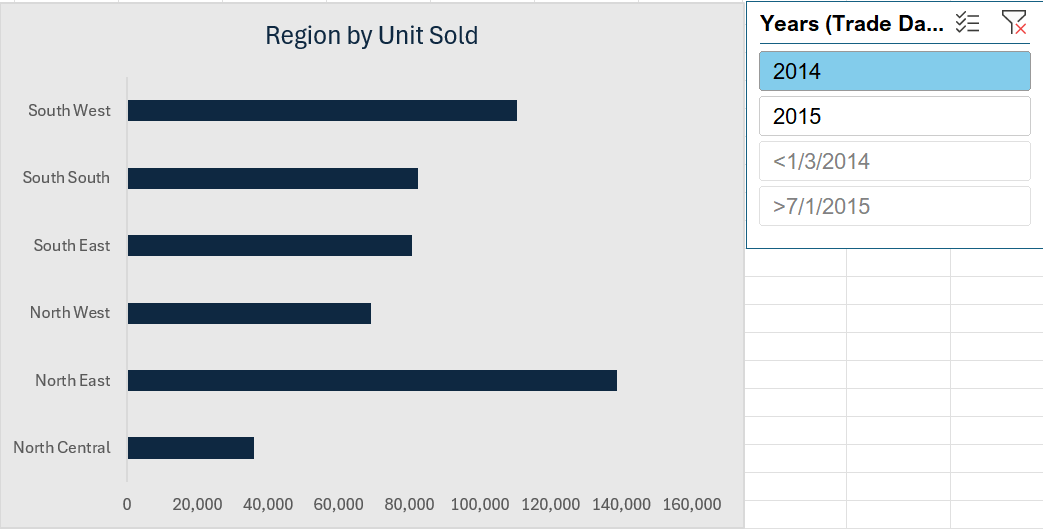 Region by Unit Sold
South West
South South
South East
North West
North East
North Central
0 20,000 40,000 60,000 80,000 100,000 120,000 140,000 160,000
Years (Trade Da...
2014
2015
<1/3/2014
>7/1/2015